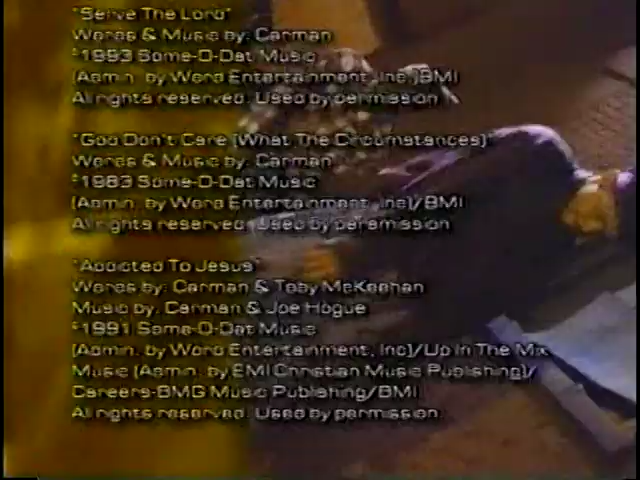 "Serve The Lord"
Words & Music by: Carman
©1993 Some-O-Dat Music
(Admin. by Word Entertainment, Inc.)BMI
All rights reserved. Used by permission.
"God Don't Care (What The Circumstances)"
Words & Music by: Carman
©1983 Some-O-Dat Music
(Admin. by Word Entertainment, Inc)/BMI
All rights reserved. Used by permission
"Addicted To Jesus"
Words by: Carman & Toby McKeehan
Music by: Carman & Joe Hogue
©1991 Some-O-Dat Music
(Admin. by Word Entertainment, Inc)/Up In The Mix
Music (Admin. by EMI Christian Music Publishing)/
Careers-BMG Music Publishing/BMI
All rights reserved. Used by permission.